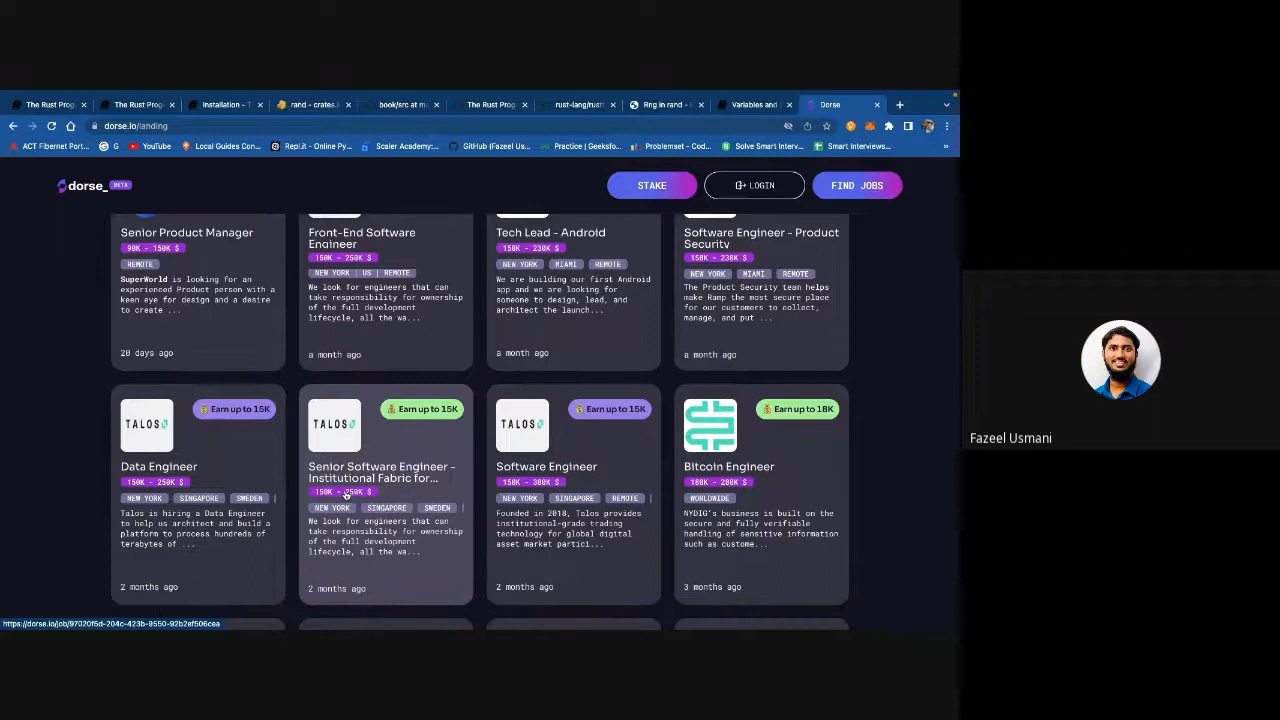 The Rust Prog
The Rust Prog
Installation - T
rand - crates.i
book/src at m
The Rust Prog
rust-lang/rust
Rng in rand -
Variables and
Dorse
dorse.io/landing
ACT Fibernet Port...
G
YouTube
Local Guides Con...
Repl.it - Online Py...
Scaler Academy:...
GitHub (Fazeel Us...
Practice | Geeksfo...
Problemset - Cod...
Solve Smart Interv...
Smart Interviews...
»
dorse_ BETA
STAKE
LOGIN
FIND JOBS
Senior Product Manager
90K - 150K $
REMOTE
SuperWorld is looking for an
experienced Product person with a
keen eye for design and a desire
to create ...
20 days ago
Front-End Software
Engineer
150K - 250K $
NEW YORK | US | REMOTE
We look for engineers that can
take responsibility for ownership
of the full development
lifecycle, all the wa...
a month ago
Tech Lead - Android
150K - 230K $
NEW YORK MIAMI REMOTE
We are building our first Android
app and we are looking for
someone to design, lead, and
architect the launch...
a month ago
Software Engineer - Product
Security
150K - 230K $
NEW YORK MIAMI REMOTE
The Product Security team helps
make Ramp the most secure place
for our customers to collect,
manage, and put ...
a month ago
TALOS
Earn up to 15K
Data Engineer
150K - 250K $
NEW YORK SINGAPORE SWEDEN
Talos is hiring a Data Engineer
to help us architect and build a
platform to process hundreds of
terabytes of ...
2 months ago
TALOS
Earn up to 15K
Senior Software Engineer -
Institutional Fabric for...
150K - 250K $
NEW YORK SINGAPORE SWEDEN
We look for engineers that can
take responsibility for ownership
of the full development
lifecycle, all the wa...
2 months ago
TALOS
Earn up to 15K
Software Engineer
150K - 300K $
NEW YORK SINGAPORE REMOTE
Founded in 2018, Talos provides
institutional-grade trading
technology for global digital
asset market partici...
2 months ago
Earn up to 18K
Bitcoin Engineer
180K - 280K $
WORLDWIDE
NYDIG's business is built on the
secure and fully verifiable
handling of sensitive information
such as custome...
3 months ago
https://dorse.io/job/97020f5d-204c-423b-9550-92b2ef506cea
Fazeel Usmani